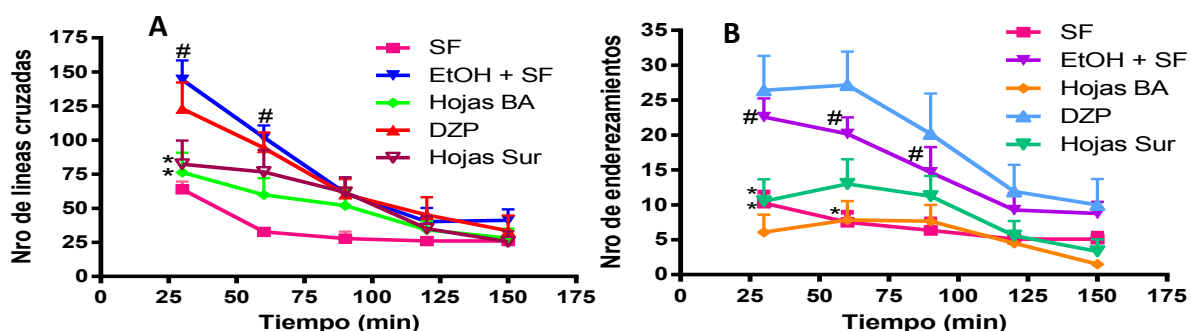 A
Nro de lineas cruzadas
175
150
125
100
75
50
25
0
0 25 50 75 100 125 150 175
Tiempo (min)
# # * *
SF
EtOH + SF
Hojas BA
DZP
Hojas Sur
B
Nro de enderezamientos
35
30
25
20
15
10
5
0
0 25 50 75 100 125 150 175
Tiempo (min)
# # # * * *
SF
EtOH + SF
Hojas BA
DZP
Hojas Sur